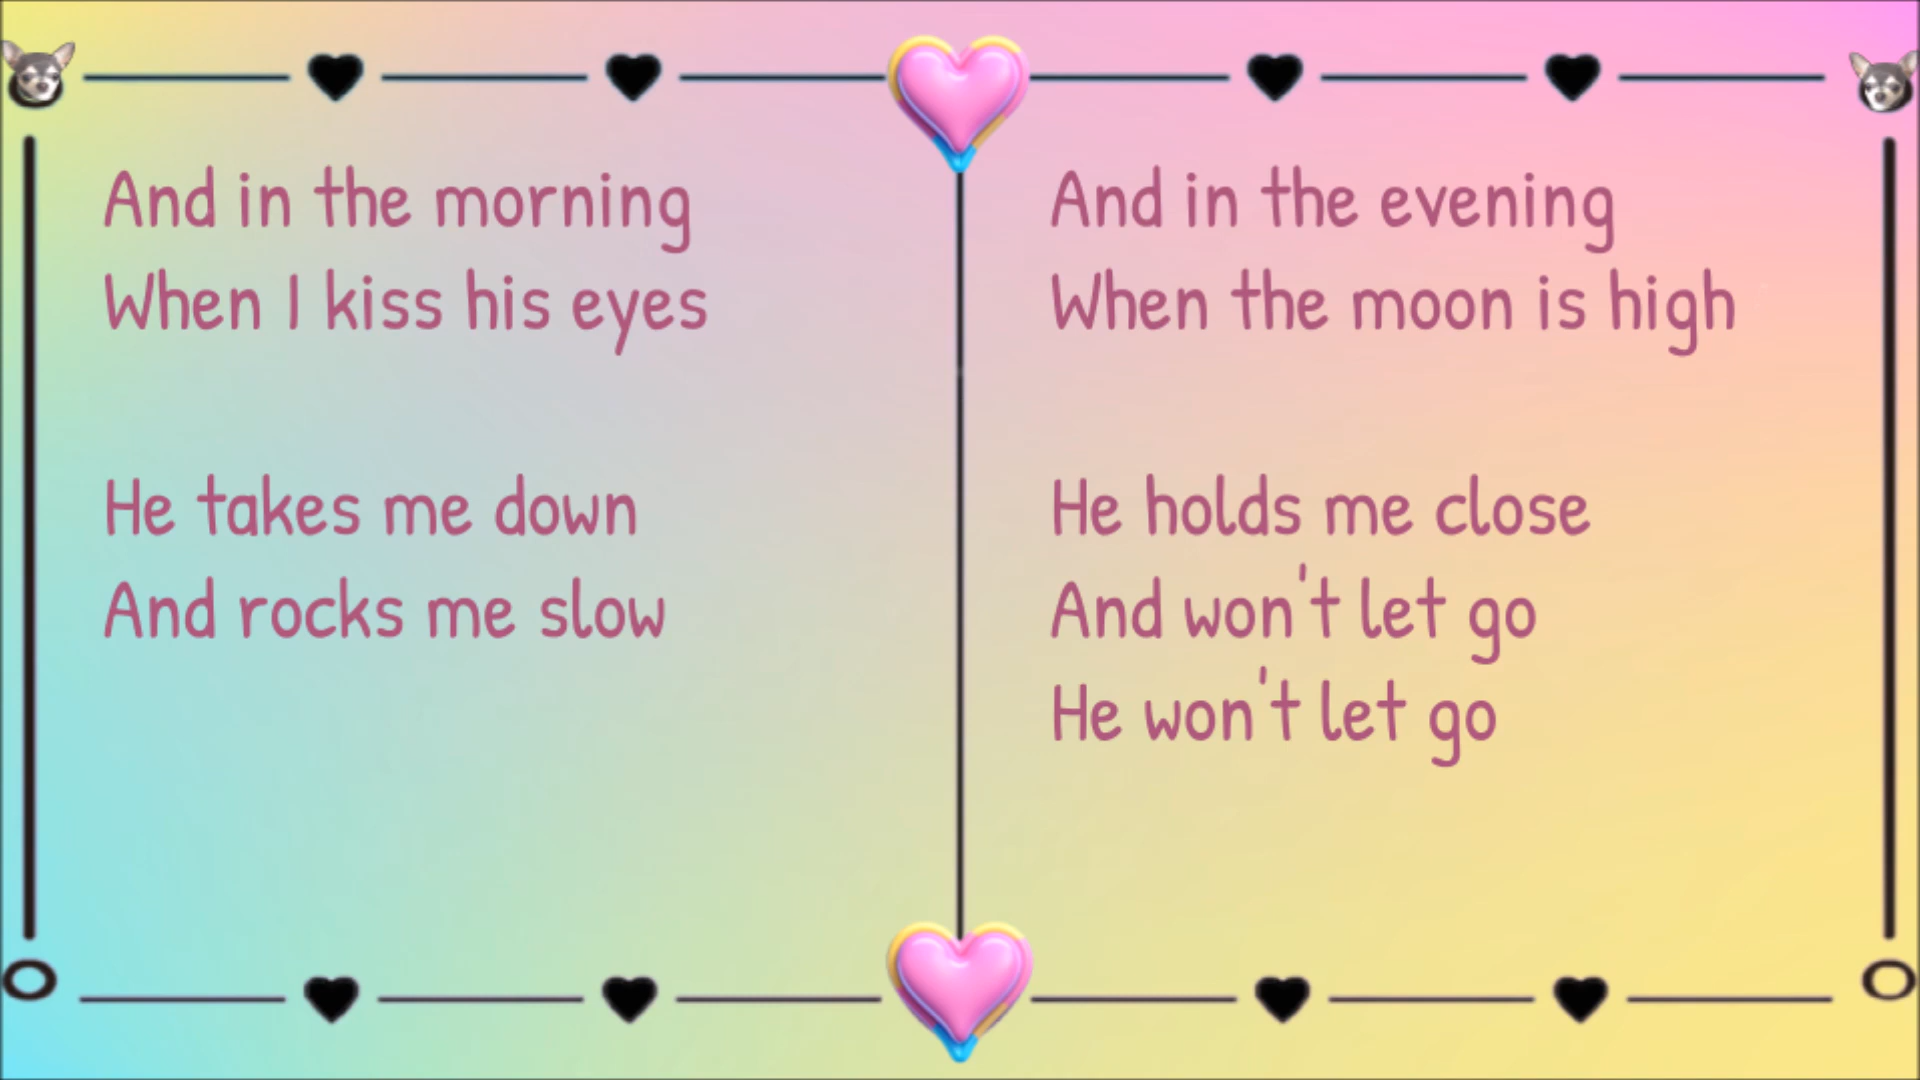 And in the morning
When I kiss his eyes
He takes me down
And rocks me slow
And in the evening
When the moon is high
He holds me close
And won't let go
He won't let go